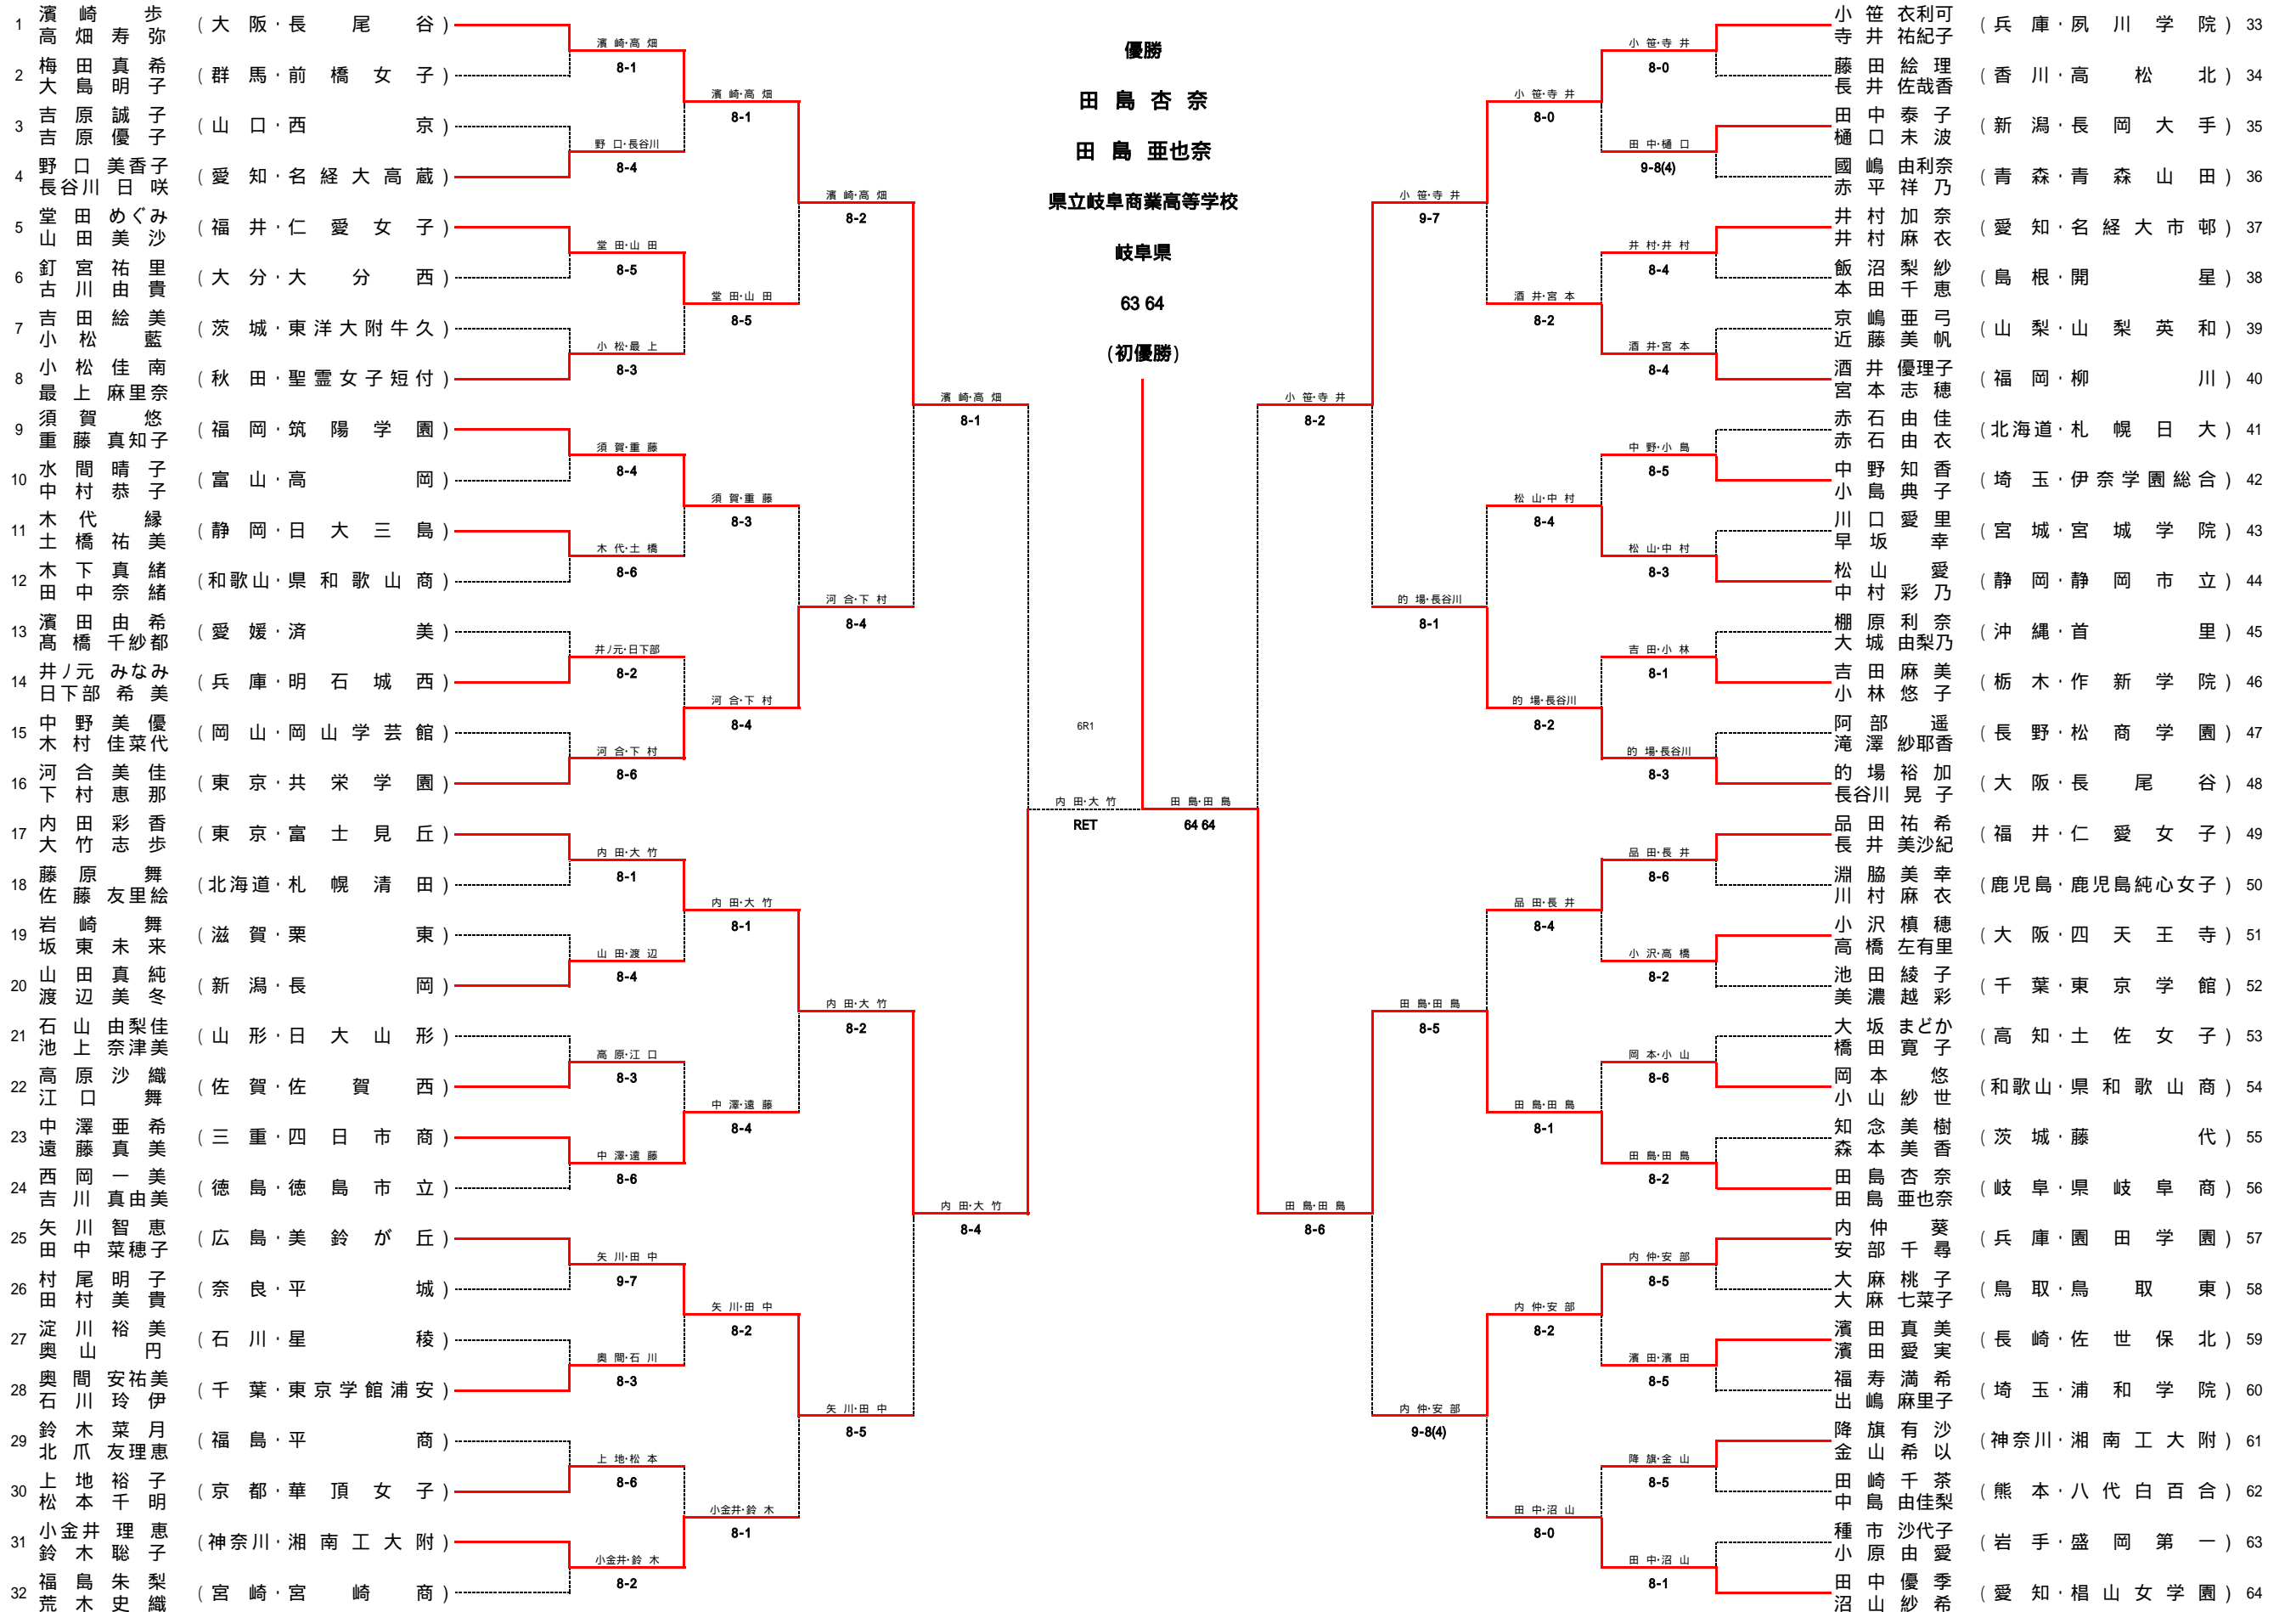 1 濱崎歩 (大阪・長尾谷)
高畑寿弥
2 梅田真希 (群馬・前橋女子)
大島明子
3 吉原誠子 (山口・西京)
吉原優子
4 野口美香子 (愛知・名経大高蔵)
長谷川日咲
5 堂田めぐみ (福井・仁愛女子)
山田美沙
6 釘宮祐里 (大分・大分西)
古川由貴
7 吉田絵美 (茨城・東洋大附牛久)
小松藍
8 小松佳南 (秋田・聖霊女子短付)
最上麻里奈
9 須賀悠 (福岡・筑陽学園)
重藤真知子
10 水間晴子 (富山・高岡)
中村恭子
11 木代縁 (静岡・日大三島)
土橋祐美
12 木下真緒 (和歌山・県和歌山商)
田中奈緒
13 濱田由希 (愛媛・済美)
髙橋千紗都
14 井ノ元みなみ (兵庫・明石城西)
日下部希美
15 中野美優 (岡山・岡山学芸館)
木村佳菜代
16 河合美佳 (東京・共栄学園)
下村恵那
17 内田彩香 (東京・富士見丘)
大竹志歩
18 藤原舞 (北海道・札幌清田)
佐藤友里絵
19 岩崎舞 (滋賀・栗東)
坂東未来
20 山田真純 (新潟・長岡)
渡辺美冬
21 石山由梨佳 (山形・日大山形)
池上奈津美
22 高原沙織 (佐賀・佐賀西)
江口舞
23 中澤亜希 (三重・四日市商)
遠藤真美
24 西岡一美 (徳島・徳島市立)
吉川真由美
25 矢川智恵 (広島・美鈴が丘)
田中菜穂子
26 村尾明子 (奈良・平城)
田村美貴
27 淀川裕美 (石川・星稜)
奥山円
28 奥間安祐美 (千葉・東京学館浦安)
石川玲伊
29 鈴木菜月 (福島・平商)
北爪友理恵
30 上地裕子 (京都・華頂女子)
松本千明
31 小金井理恵 (神奈川・湘南工大附)
鈴木聡子
32 福島朱梨 (宮崎・宮崎商)
荒木史織
濱崎・高畑
8-1
野口・長谷川
8-4
堂田・山田
8-5
小松・最上
8-3
須賀・重藤
8-4
木代・土橋
8-6
井ノ元・日下部
8-2
河合・下村
8-6
内田・大竹
8-1
山田・渡辺
8-4
高原・江口
8-3
中澤・遠藤
8-6
矢川・田中
9-7
奥間・石川
8-3
上地・松本
8-6
小金井・鈴木
8-2
濱崎・高畑
8-1
堂田・山田
8-5
須賀・重藤
8-3
河合・下村
8-4
内田・大竹
8-1
中澤・遠藤
8-4
矢川・田中
8-2
小金井・鈴木
8-1
濱崎・高畑
8-2
河合・下村
8-4
内田・大竹
8-2
矢川・田中
8-5
濱崎・高畑
8-1
内田・大竹
8-4
6R1
内田・大竹
RET
優勝
田島杏奈
田島亜也奈
県立岐阜商業高等学校
岐阜県
63 64
(初優勝)
田島・田島
64 64
小笹・寺井
8-2
田島・田島
8-6
小笹・寺井
9-7
的場・長谷川
8-1
田島・田島
8-5
内仲・安部
9-8(4)
小笹・寺井
8-0
酒井・宮本
8-2
松山・中村
8-4
的場・長谷川
8-2
品田・長井
8-4
田島・田島
8-1
内仲・安部
8-2
田中・沼山
8-0
小笹・寺井
8-0
田中・樋口
9-8(4)
井村・井村
8-4
酒井・宮本
8-4
中野・小島
8-5
松山・中村
8-3
吉田・小林
8-1
的場・長谷川
8-3
品田・長井
8-6
小沢・高橋
8-2
岡本・小山
8-6
田島・田島
8-2
内仲・安部
8-5
濱田・濱田
8-5
降旗・金山
8-5
田中・沼山
8-1
小笹衣利可 (兵庫・夙川学院) 33
寺井祐紀子
藤田絵理 (香川・高松北) 34
長井佐哉香
田中泰子 (新潟・長岡大手) 35
樋口未波
國嶋由利奈 (青森・青森山田) 36
赤平祥乃
井村加奈 (愛知・名経大市邨) 37
井村麻衣
飯沼梨紗 (島根・開星) 38
本田千恵
京嶋亜弓 (山梨・山梨英和) 39
近藤美帆
酒井優理子 (福岡・柳川) 40
宮本志穂
赤石由佳 (北海道・札幌日大) 41
赤石由衣
中野知香 (埼玉・伊奈学園総合) 42
小島典子
川口愛里 (宮城・宮城学院) 43
早坂幸
松山愛 (静岡・静岡市立) 44
中村彩乃
棚原利奈 (沖縄・首里) 45
大城由梨乃
吉田麻美 (栃木・作新学院) 46
小林悠子
阿部遥 (長野・松商学園) 47
滝澤紗耶香
的場裕加 (大阪・長尾谷) 48
長谷川晃子
品田祐希 (福井・仁愛女子) 49
長井美沙紀
淵脇美幸 (鹿児島・鹿児島純心女子) 50
川村麻衣
小沢槙穂 (大阪・四天王寺) 51
高橋左有里
池田綾子 (千葉・東京学館) 52
美濃越彩
大坂まどか (高知・土佐女子) 53
橋田寛子
岡本悠 (和歌山・県和歌山商) 54
小山紗世
知念美樹 (茨城・藤代) 55
森本美香
田島杏奈 (岐阜・県岐阜商) 56
田島亜也奈
内仲葵 (兵庫・園田学園) 57
安部千尋
大麻桃子 (鳥取・鳥取東) 58
大麻七菜子
濱田真美 (長崎・佐世保北) 59
濱田愛実
福寿満希 (埼玉・浦和学院) 60
出嶋麻里子
降旗有沙 (神奈川・湘南工大附) 61
金山希以
田崎千茶 (熊本・八代白百合) 62
中島由佳梨
種市沙代子 (岩手・盛岡第一) 63
小原由愛
田中優季 (愛知・椙山女学園) 64
沼山紗希